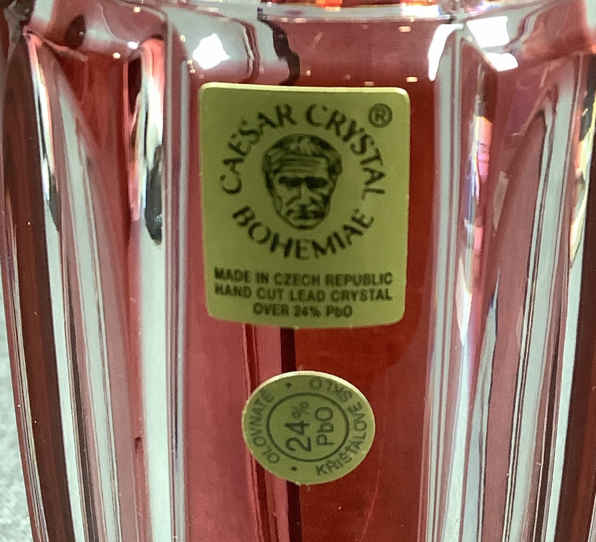 CAESAR CRYSTAL ®
BOHEMIAE
MADE IN CZECH REPUBLIC
HAND CUT LEAD CRYSTAL
OVER 24% PbO
OLOVNATÉ • SKLO
24%
PbO
KŘIŠŤÁLOVÉ